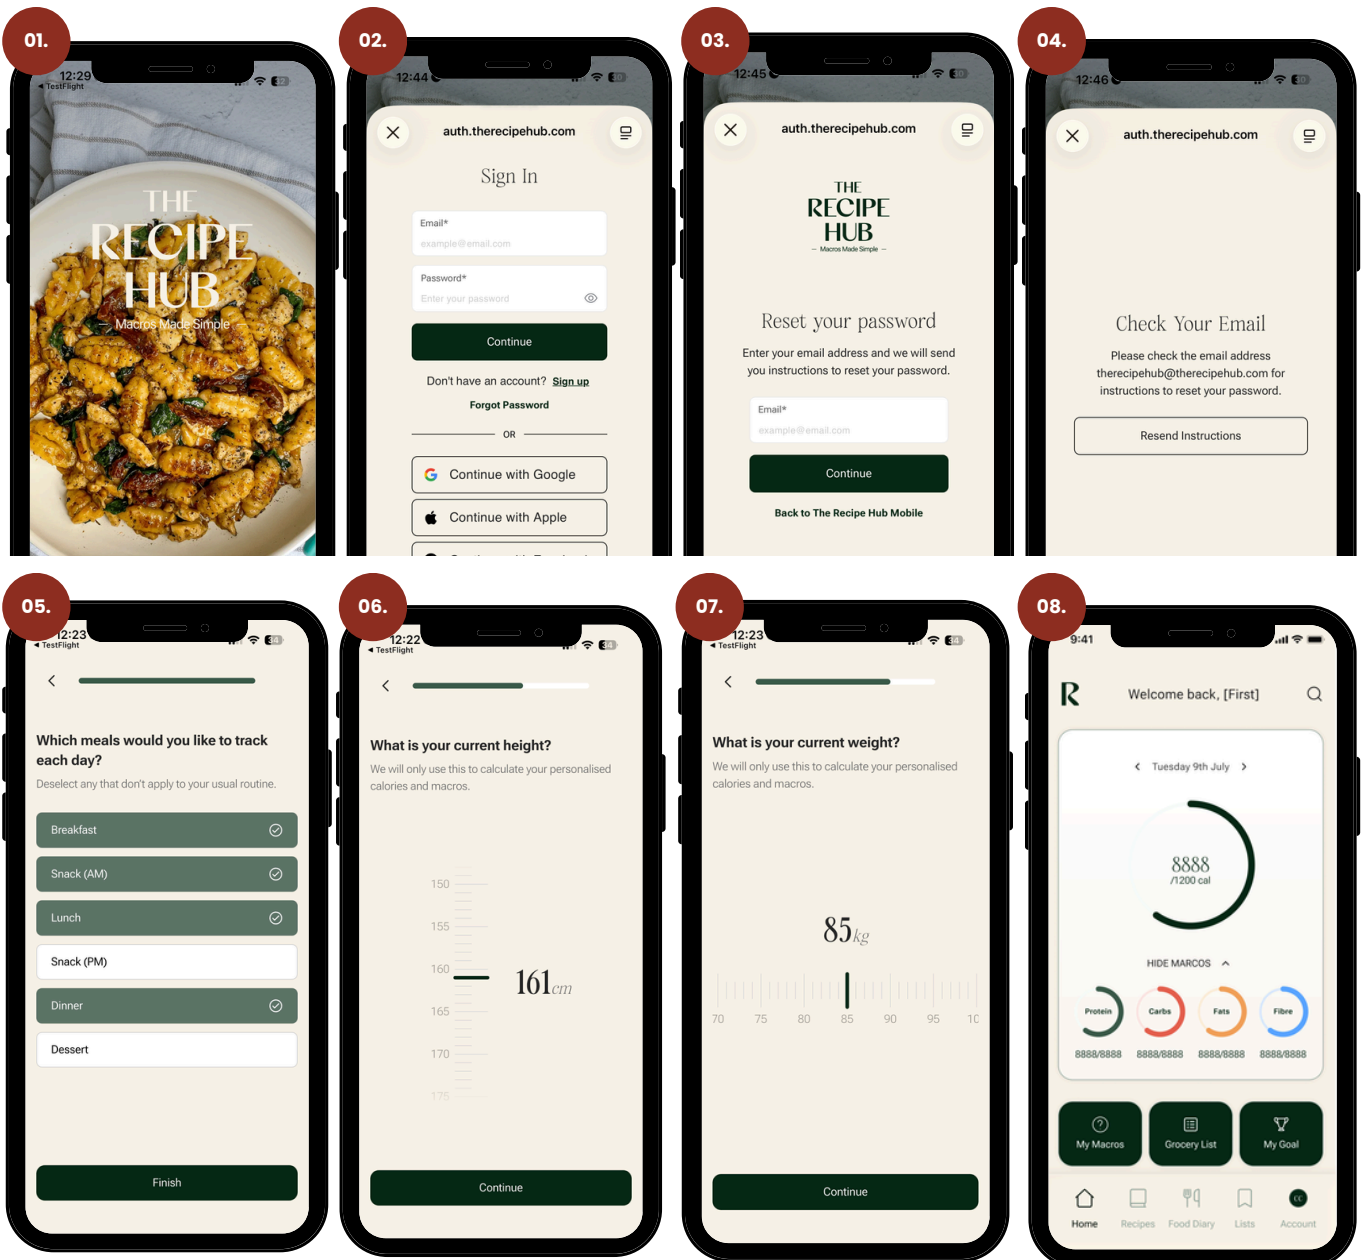 01.
12:29
◀ TestFlight
32
THE
RECIPE
HUB
— Macros Made Simple —
02.
12:44
30
auth.therecipehub.com
Sign In
Email*
example@email.com
Password*
Enter your password
Continue
Don't have an account? Sign up
Forgot Password
OR
Continue with Google
Continue with Apple
03.
12:45
30
auth.therecipehub.com
THE
RECIPE
HUB
— Macros Made Simple —
Reset your password
Enter your email address and we will send
you instructions to reset your password.
Email*
example@email.com
Continue
Back to The Recipe Hub Mobile
04.
12:46
30
auth.therecipehub.com
Check Your Email
Please check the email address
therecipehub@therecipehub.com for
instructions to reset your password.
Resend Instructions
05.
12:23
◀ TestFlight
34
Which meals would you like to track
each day?
Deselect any that don't apply to your usual routine.
Breakfast
Snack (AM)
Lunch
Snack (PM)
Dinner
Dessert
Finish
06.
12:22
◀ TestFlight
34
What is your current height?
We will only use this to calculate your personalised
calories and macros.
150
155
160
161cm
165
170
175
Continue
07.
12:23
◀ TestFlight
34
What is your current weight?
We will only use this to calculate your personalised
calories and macros.
85kg
70 75 80 85 90 95 10
Continue
08.
9:41
R
Welcome back, [First]
Tuesday 9th July
8888
/1200 cal
HIDE MARCOS
Protein Carbs Fats Fibre
8888/8888 8888/8888 8888/8888 8888/8888
My Macros Grocery List My Goal
CC
Home Recipes Food Diary Lists Account